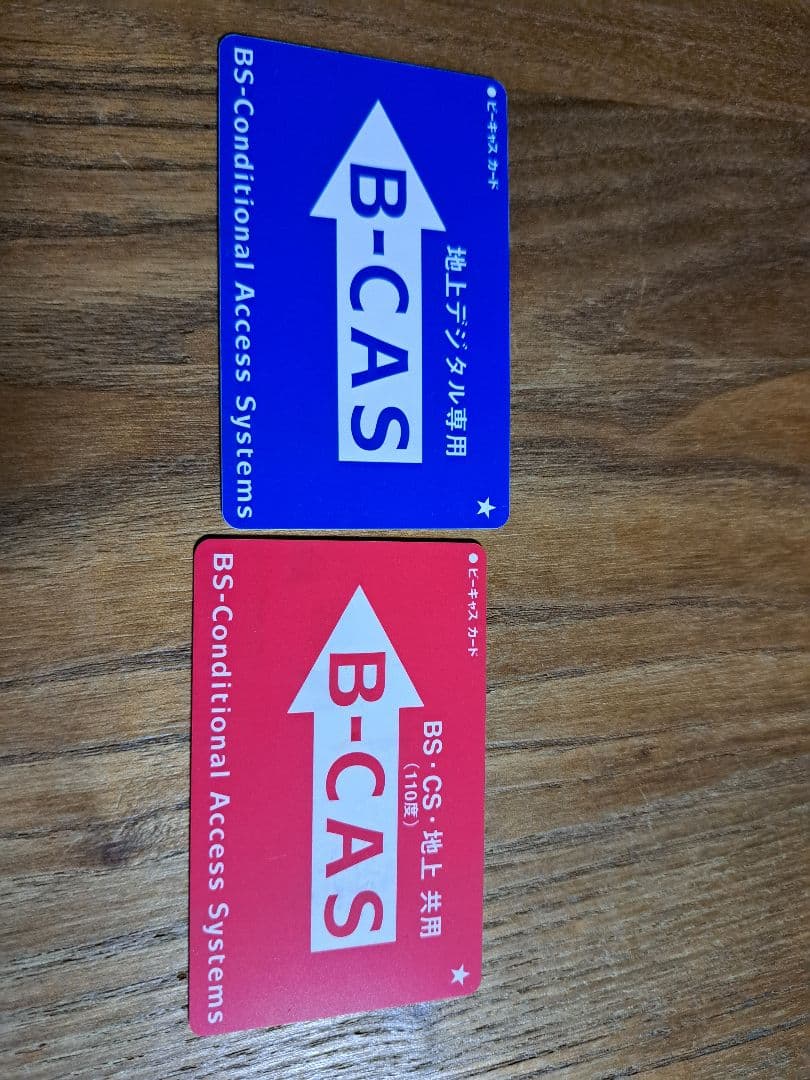 ●ビーキャス カード
地上デジタル専用
B-CAS
★
BS-Conditional Access Systems
●ビーキャス カード
BS・CS・地上 共用
（110度）
B-CAS
★
BS-Conditional Access Systems